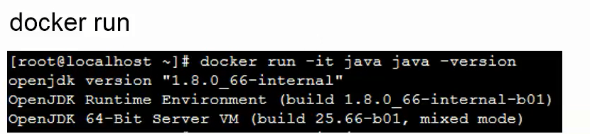 docker run
[root@localhost ~]# docker run -it java java -version
openjdk version "1.8.0_66-internal"
OpenJDK Runtime Environment (build 1.8.0_66-internal-b01)
OpenJDK 64-Bit Server VM (build 25.66-b01, mixed mode)